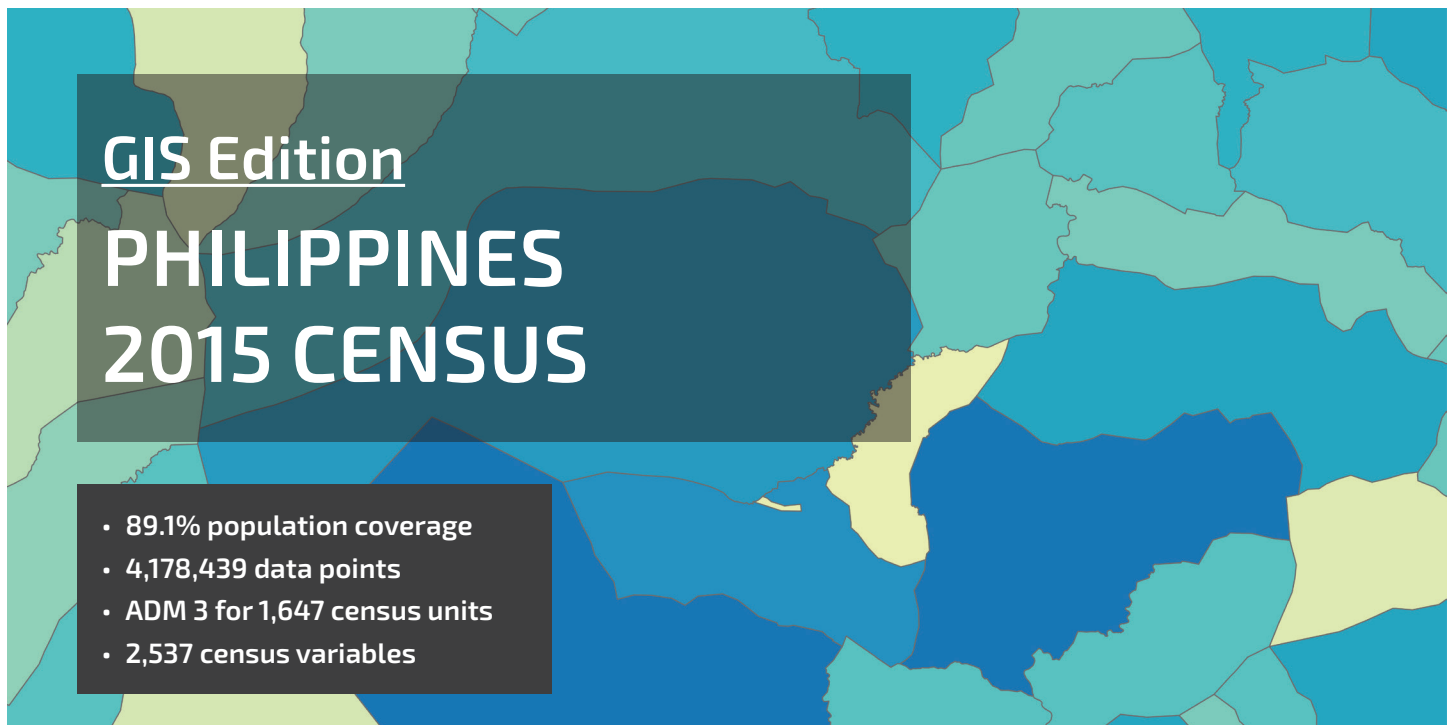 GIS Edition
PHILIPPINES
2015 CENSUS
• 89.1% population coverage
• 4,178,439 data points
• ADM 3 for 1,647 census units
• 2,537 census variables